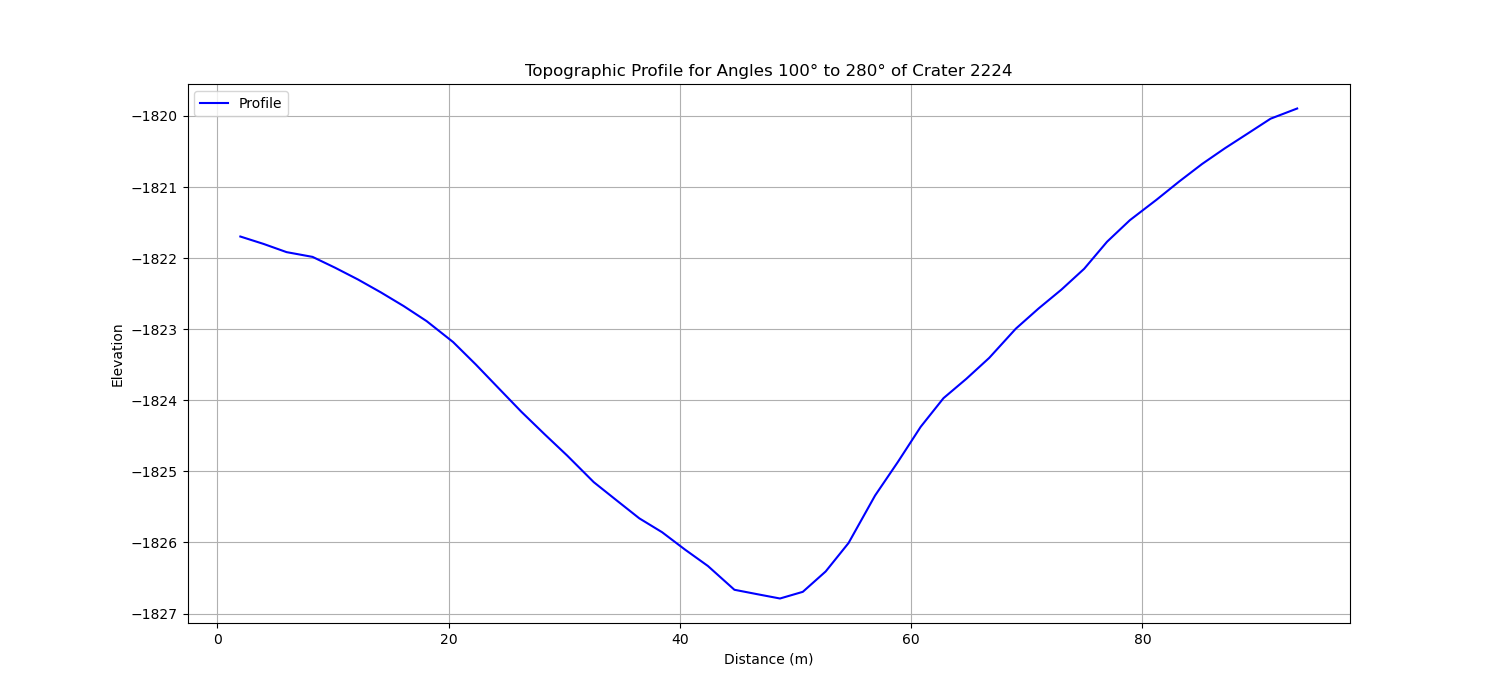 Topographic Profile for Angles 100° to 280° of Crater 2224
Profile
−1820
−1821
−1822
−1823
−1824
−1825
−1826
−1827
Elevation
0 20 40 60 80
Distance (m)